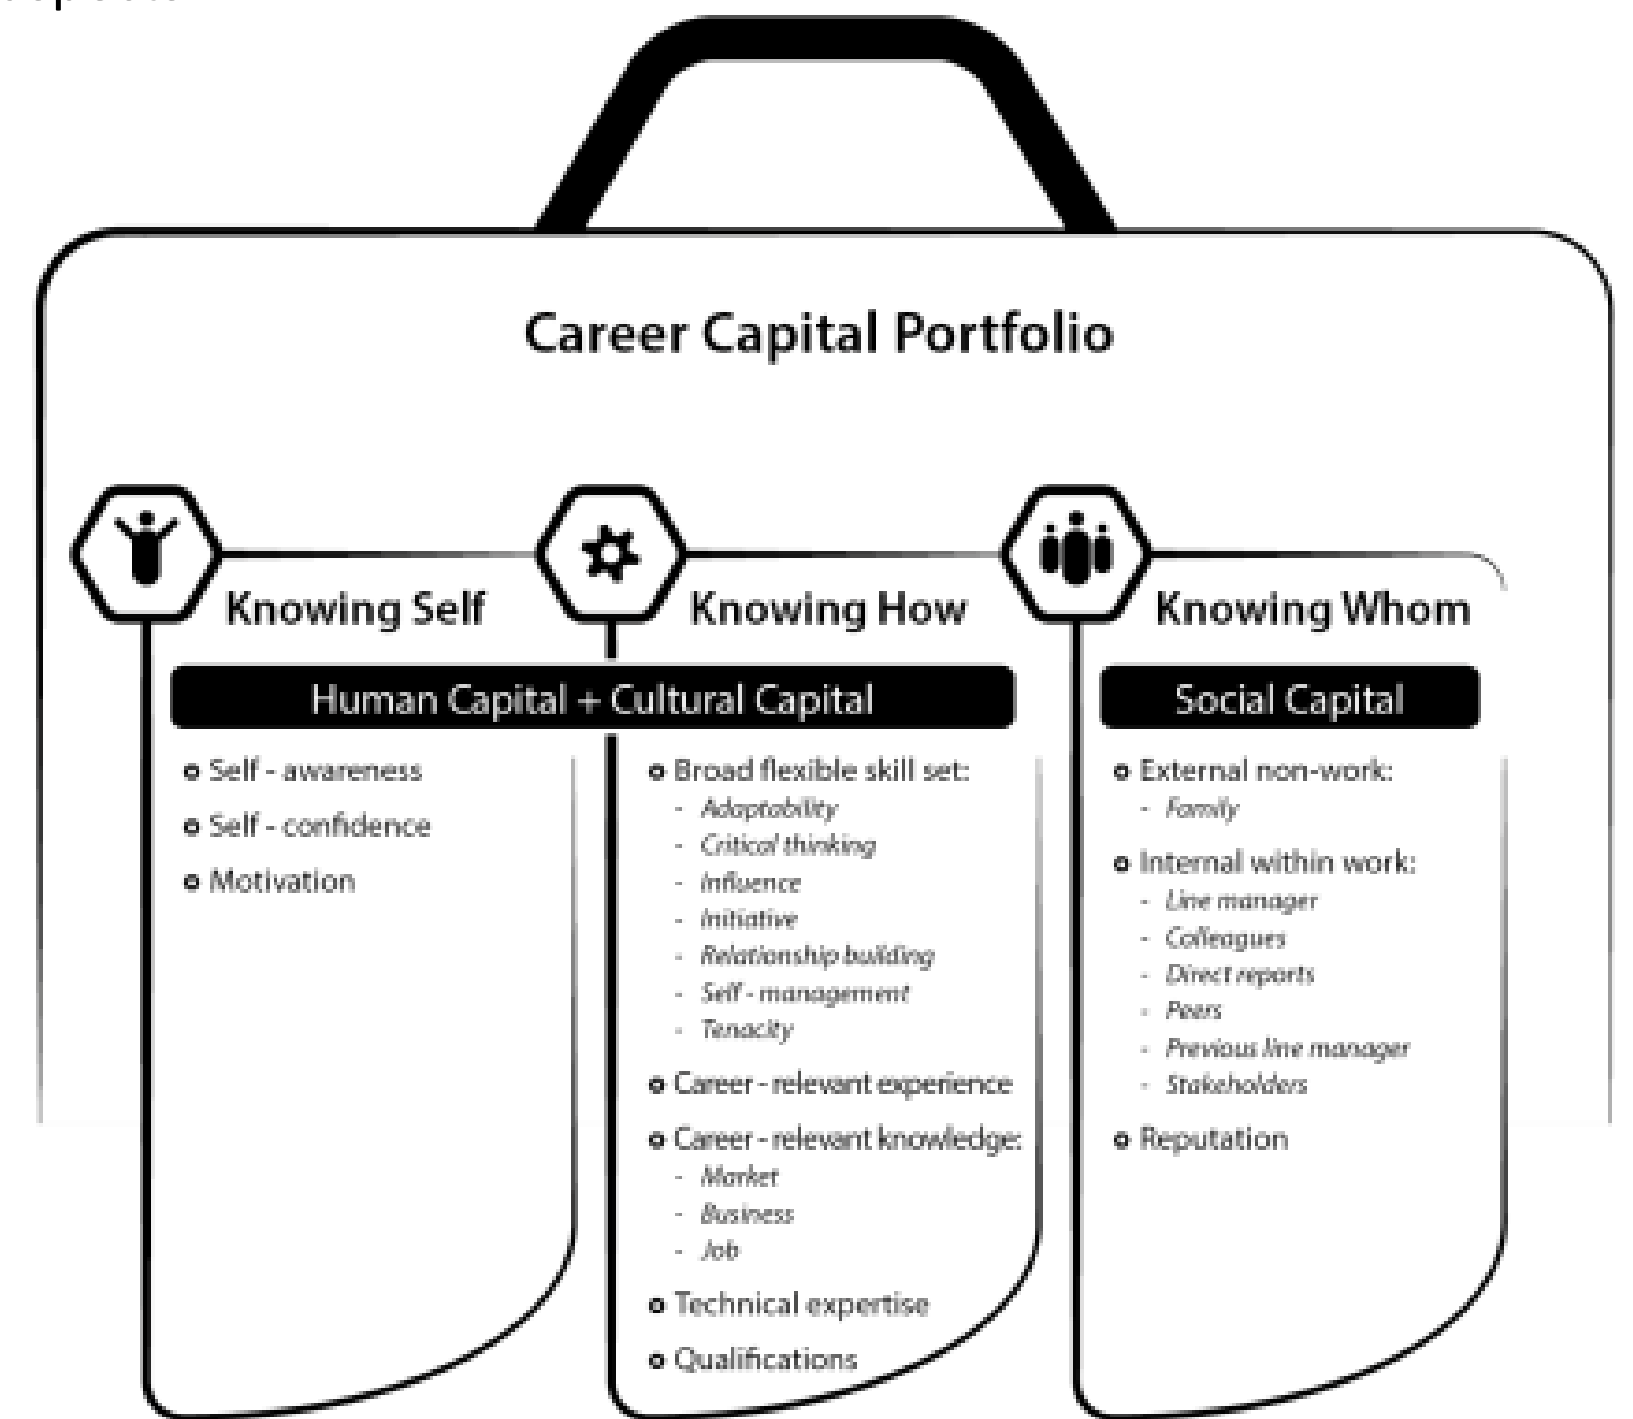 Career Capital Portfolio
Knowing Self
Knowing How
Knowing Whom
Human Capital + Cultural Capital
Social Capital
Self - awareness
Self - confidence
Motivation
Broad flexible skill set:
- Adaptability
- Critical thinking
- Influence
- Initiative
- Relationship building
- Self - management
- Tenacity
Career - relevant experience
Career - relevant knowledge:
- Market
- Business
- Job
Technical expertise
Qualifications
External non-work:
- Family
Internal within work:
- Line manager
- Colleagues
- Direct reports
- Peers
- Previous line manager
- Stakeholders
Reputation